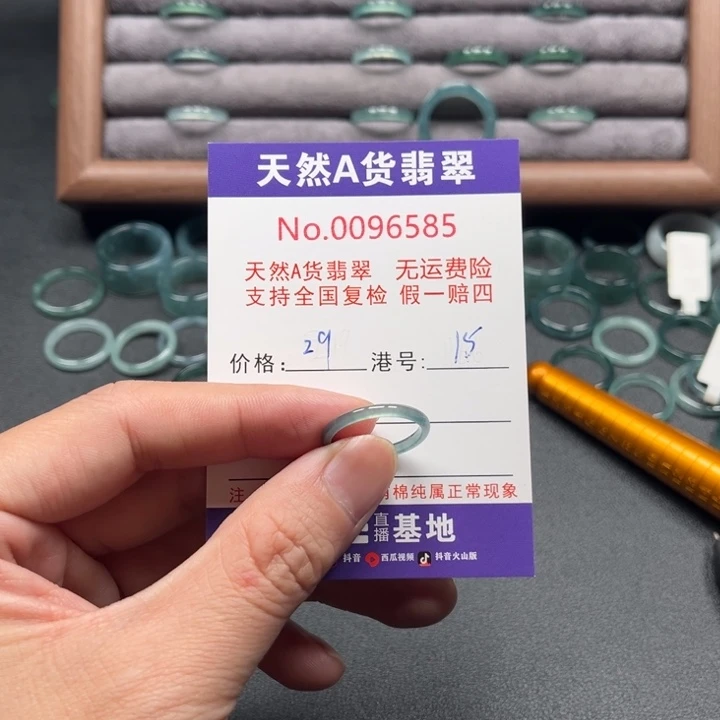 天然A货翡翠
No.0096585
天然A货翡翠 无运费险
支持全国复检 假一赔四
价格: 29 港号: 15
注 棉纯属正常现象
直播基地
抖音 西瓜视频 抖音火山版